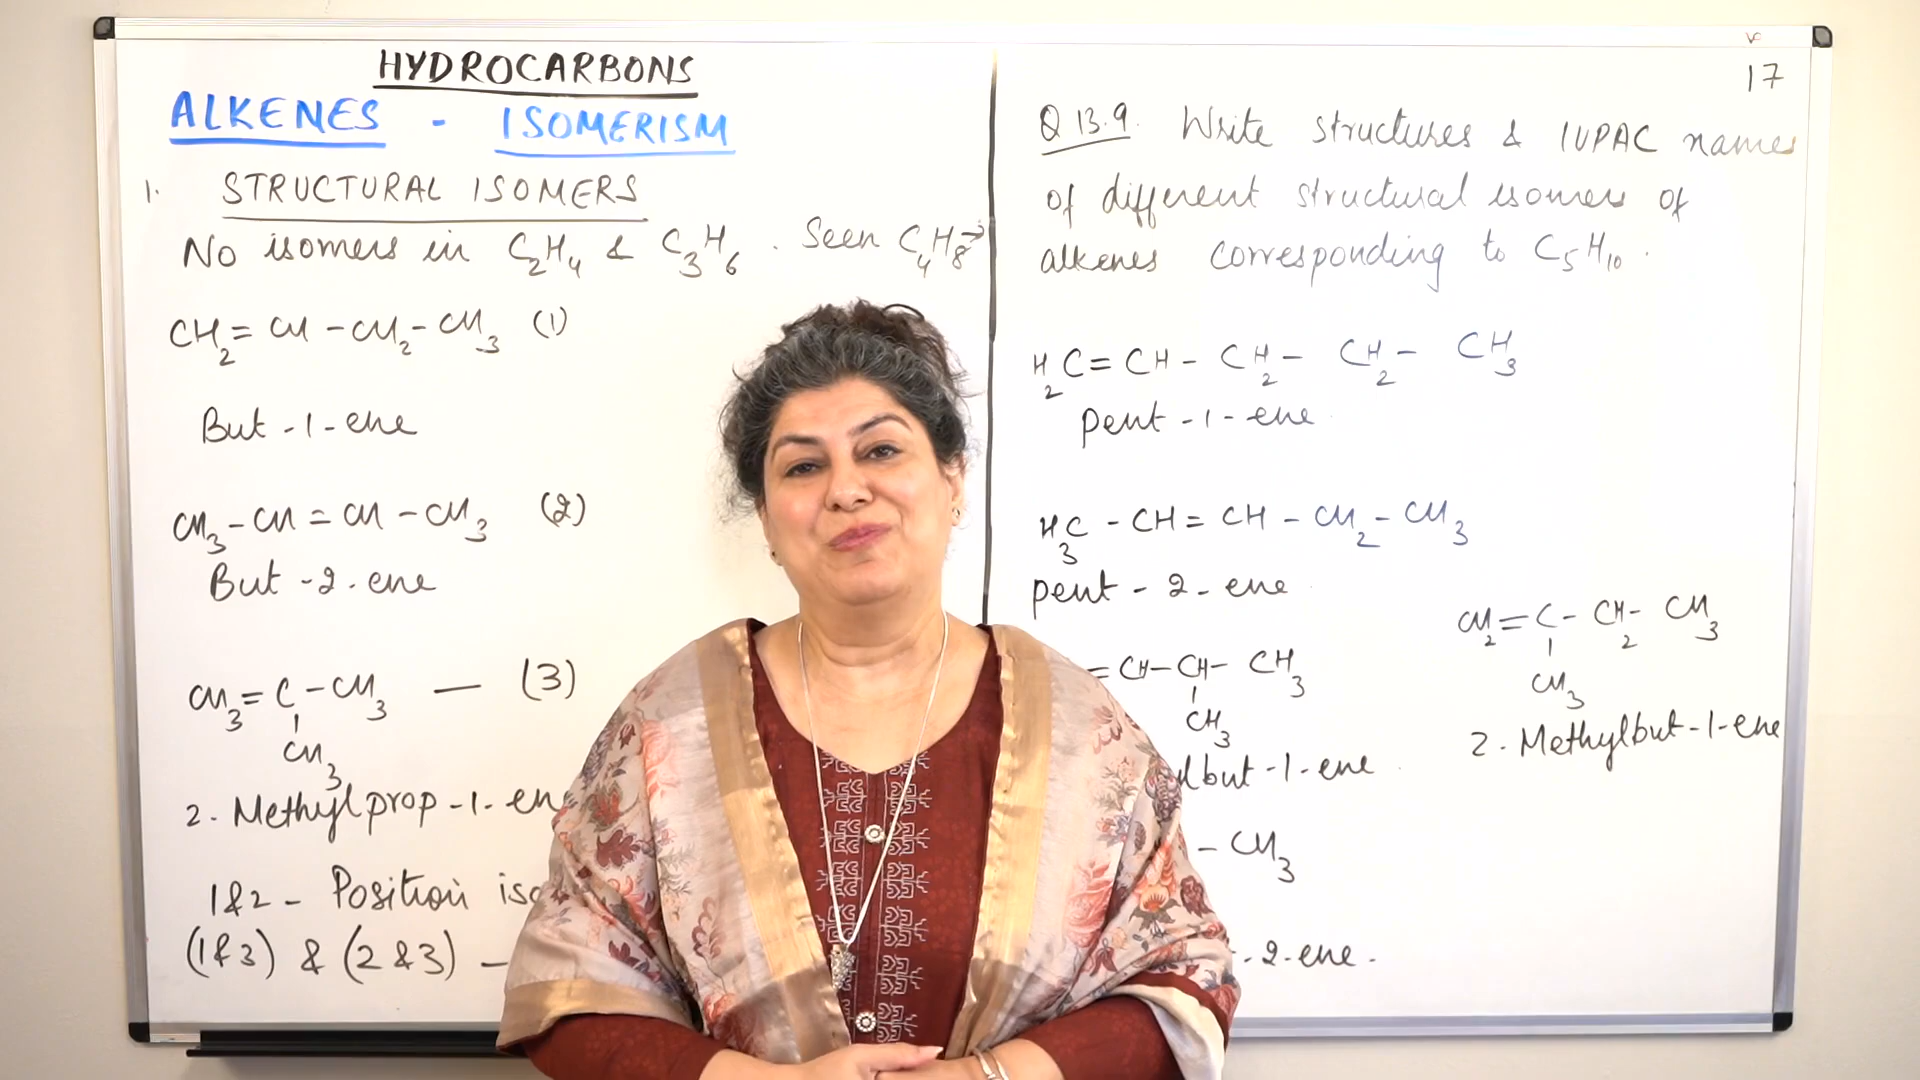 HYDROCARBONS
ALKENES - ISOMERISM
1. STRUCTURAL ISOMERS
No isomers in C2H4 & C3H6. Seen C4H8→
CH2=CH-CH2-CH3 (1)
But-1-ene
CH3-CH=CH-CH3 (2)
But-2-ene
CH3=C-CH3 — (3)
|
CH3
2-Methylprop-1-en
1&2 - Position iso
(1&3) & (2&3) -
17
Q 13.9. Write structures & IUPAC names
of different structural isomers of
alkenes corresponding to C5H10.
H2C=CH-CH2-CH2-CH3
pent-1-ene
H3C-CH=CH-CH2-CH3
pent-2-ene
=CH-CH-CH3
|
CH3
ylbut-1-ene
-CH3
-2-ene.
CH2=C-CH2-CH3
|
CH3
2-Methylbut-1-ene